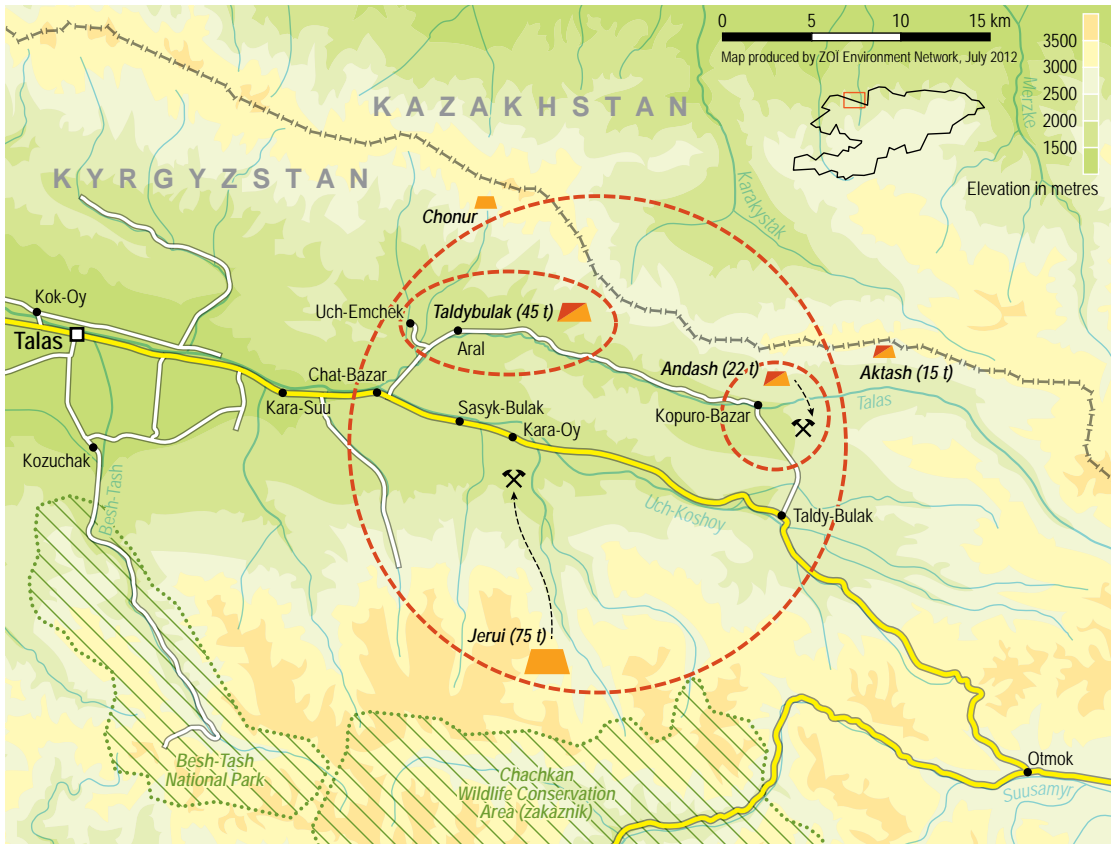 0 5 10 15 km
Map produced by ZOÏ Environment Network, July 2012
3500
3000
2500
2000
1500
Elevation in metres
Merzke
KAZAKHSTAN
KYRGYZSTAN
Karakystak
Chonur
Kok-Oy
Talas
Uch-Emchek
Taldybulak (45 t)
Aral
Andash (22 t)
Aktash (15 t)
Talas
Chat-Bazar
Kara-Suu
Sasyk-Bulak
Kara-Oy
Kopuro-Bazar
Kozuchak
Besh-Tash
Uch-Koshoy
Taldy-Bulak
Jerui (75 t)
Besh-Tash
National Park
Chachkan
Wildlife Conservation
Area (zakaznik)
Otmok
Suusamyr